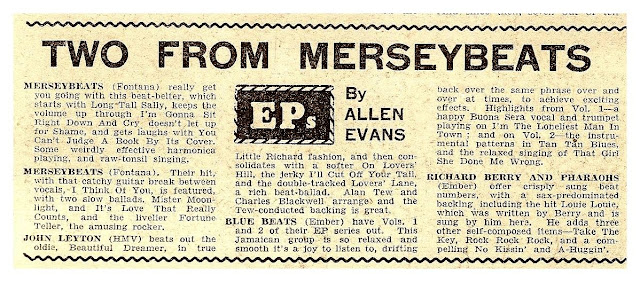 TWO FROM MERSEYBEATS
MERSEYBEATS (Fontana) really get
you going with this beat-belter, which
starts with Long Tall Sally, keeps the
volume up through I'm Gonna Sit
Right Down And Cry doesn't let up
for Shame, and gets laughs with You
Can't Judge A Book By Its Cover.
Some weirdly effective harmonica
playing, and raw-tonsil singing.
MERSEYBEATS (Fontana). Their hit,
with that catchy guitar break between
vocals, I Think Of You, is featured,
with two slow ballads, Mister Moon-
light, and It's Love That Really
Counts, and the livelier Fortune
Teller, the amusing rocker.
JOHN LEYTON (HMV) beats out the
oldie, Beautiful Dreamer, in true
EPs
By
ALLEN
EVANS
Little Richard fashion, and then con-
solidates with a softer On Lovers'
Hill, the jerky I'll Cut Off Your Tail,
and the double-tracked Lovers' Lane,
a rich beat-ballad. Alan Tew and
Charles Blackwell arrange and the
Tew-conducted backing is great.
BLUE BEATS (Ember) have Vols. 1
and 2 of their EP series out. This
Jamaican group is so relaxed and
smooth it's a joy to listen to, drifting
back over the same phrase over and
over at times, to achieve exciting
effects. Highlights from Vol. 1—a
happy Buona Sera vocal and trumpet
playing on I'm The Loneliest Man In
Town; and on Vol. 2—the instru-
mental patterns in Tan Tan Blues,
and the relaxed singing of That Girl
She Done Me Wrong.
RICHARD BERRY AND PHARAOHS
(Ember) offer crisply sung beat
numbers, with a sax-predominated
backing, including the hit Louie Louie,
which was written by Berry and is
sung by him here. He adds three
other self-composed items—Take The
Key, Rock Rock Rock, and a com-
pelling No Kissin' and A-Huggin'.